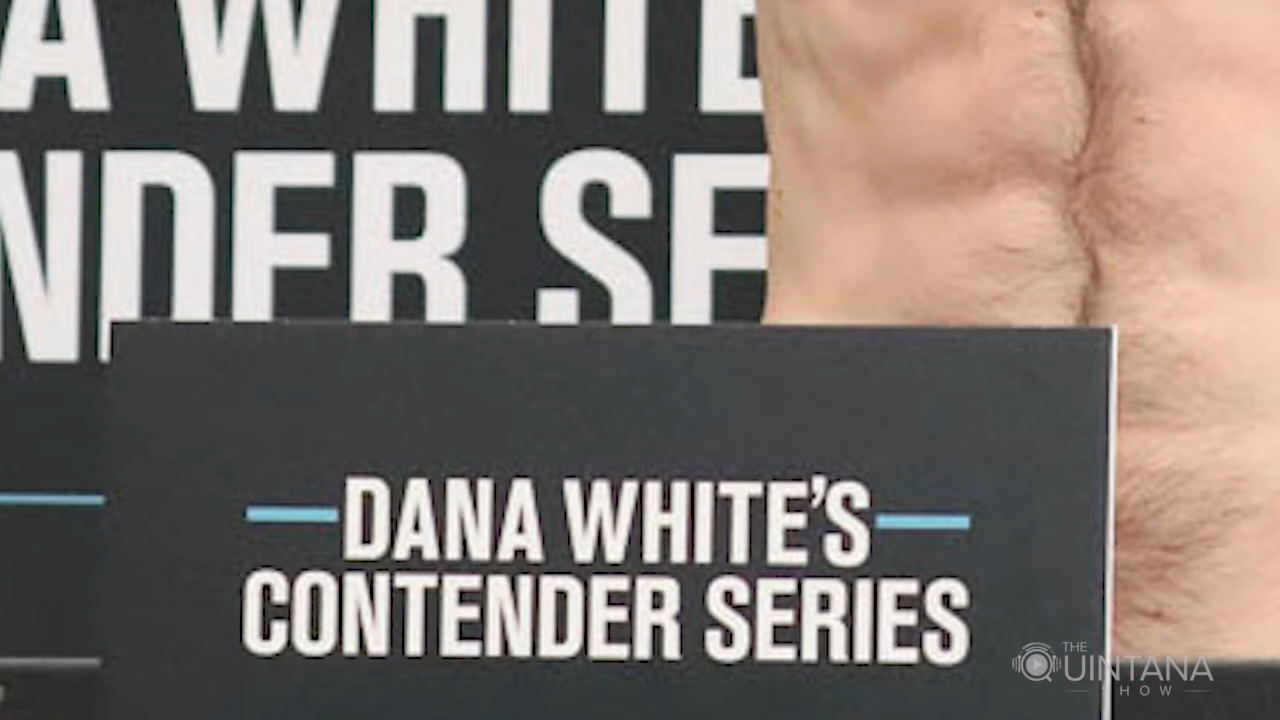 A WHITE
NDER SE
DANA WHITE'S
CONTENDER SERIES
THE
QUINTANA
SHOW